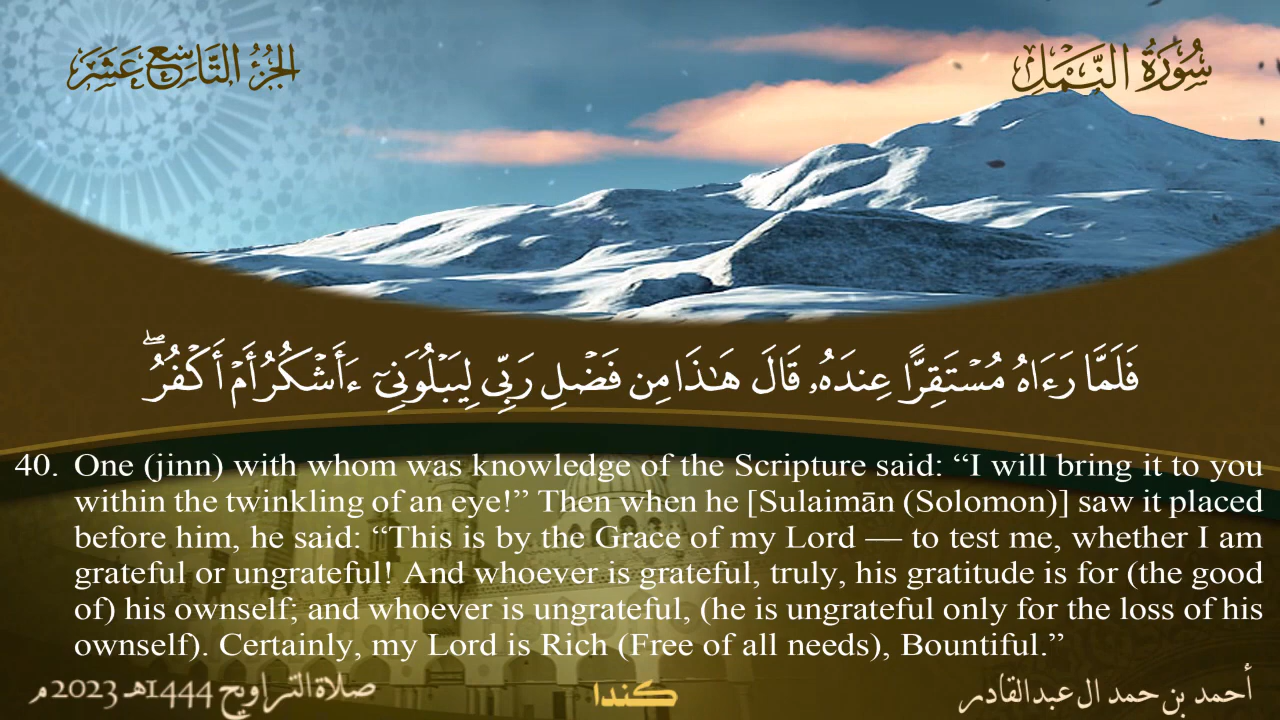 سُورَةُ النَّمْلِ
الجُزْءُ التَّاسِعَ عَشَرَ
فَلَمَّا رَءَاهُ مُسْتَقِرًّا عِندَهُۥ قَالَ هَـٰذَا مِن فَضْلِ رَبِّى لِيَبْلُوَنِىٓ ءَأَشْكُرُ أَمْ أَكْفُرُ ۖ
40. One (jinn) with whom was knowledge of the Scripture said: “I will bring it to you
within the twinkling of an eye!” Then when he [Sulaimān (Solomon)] saw it placed
before him, he said: “This is by the Grace of my Lord — to test me, whether I am
grateful or ungrateful! And whoever is grateful, truly, his gratitude is for (the good
of) his ownself; and whoever is ungrateful, (he is ungrateful only for the loss of his
ownself). Certainly, my Lord is Rich (Free of all needs), Bountiful.”
أحمد بن حمد ال عبدالقادر
كندا
صلاة التراويح 1444هـ 2023م